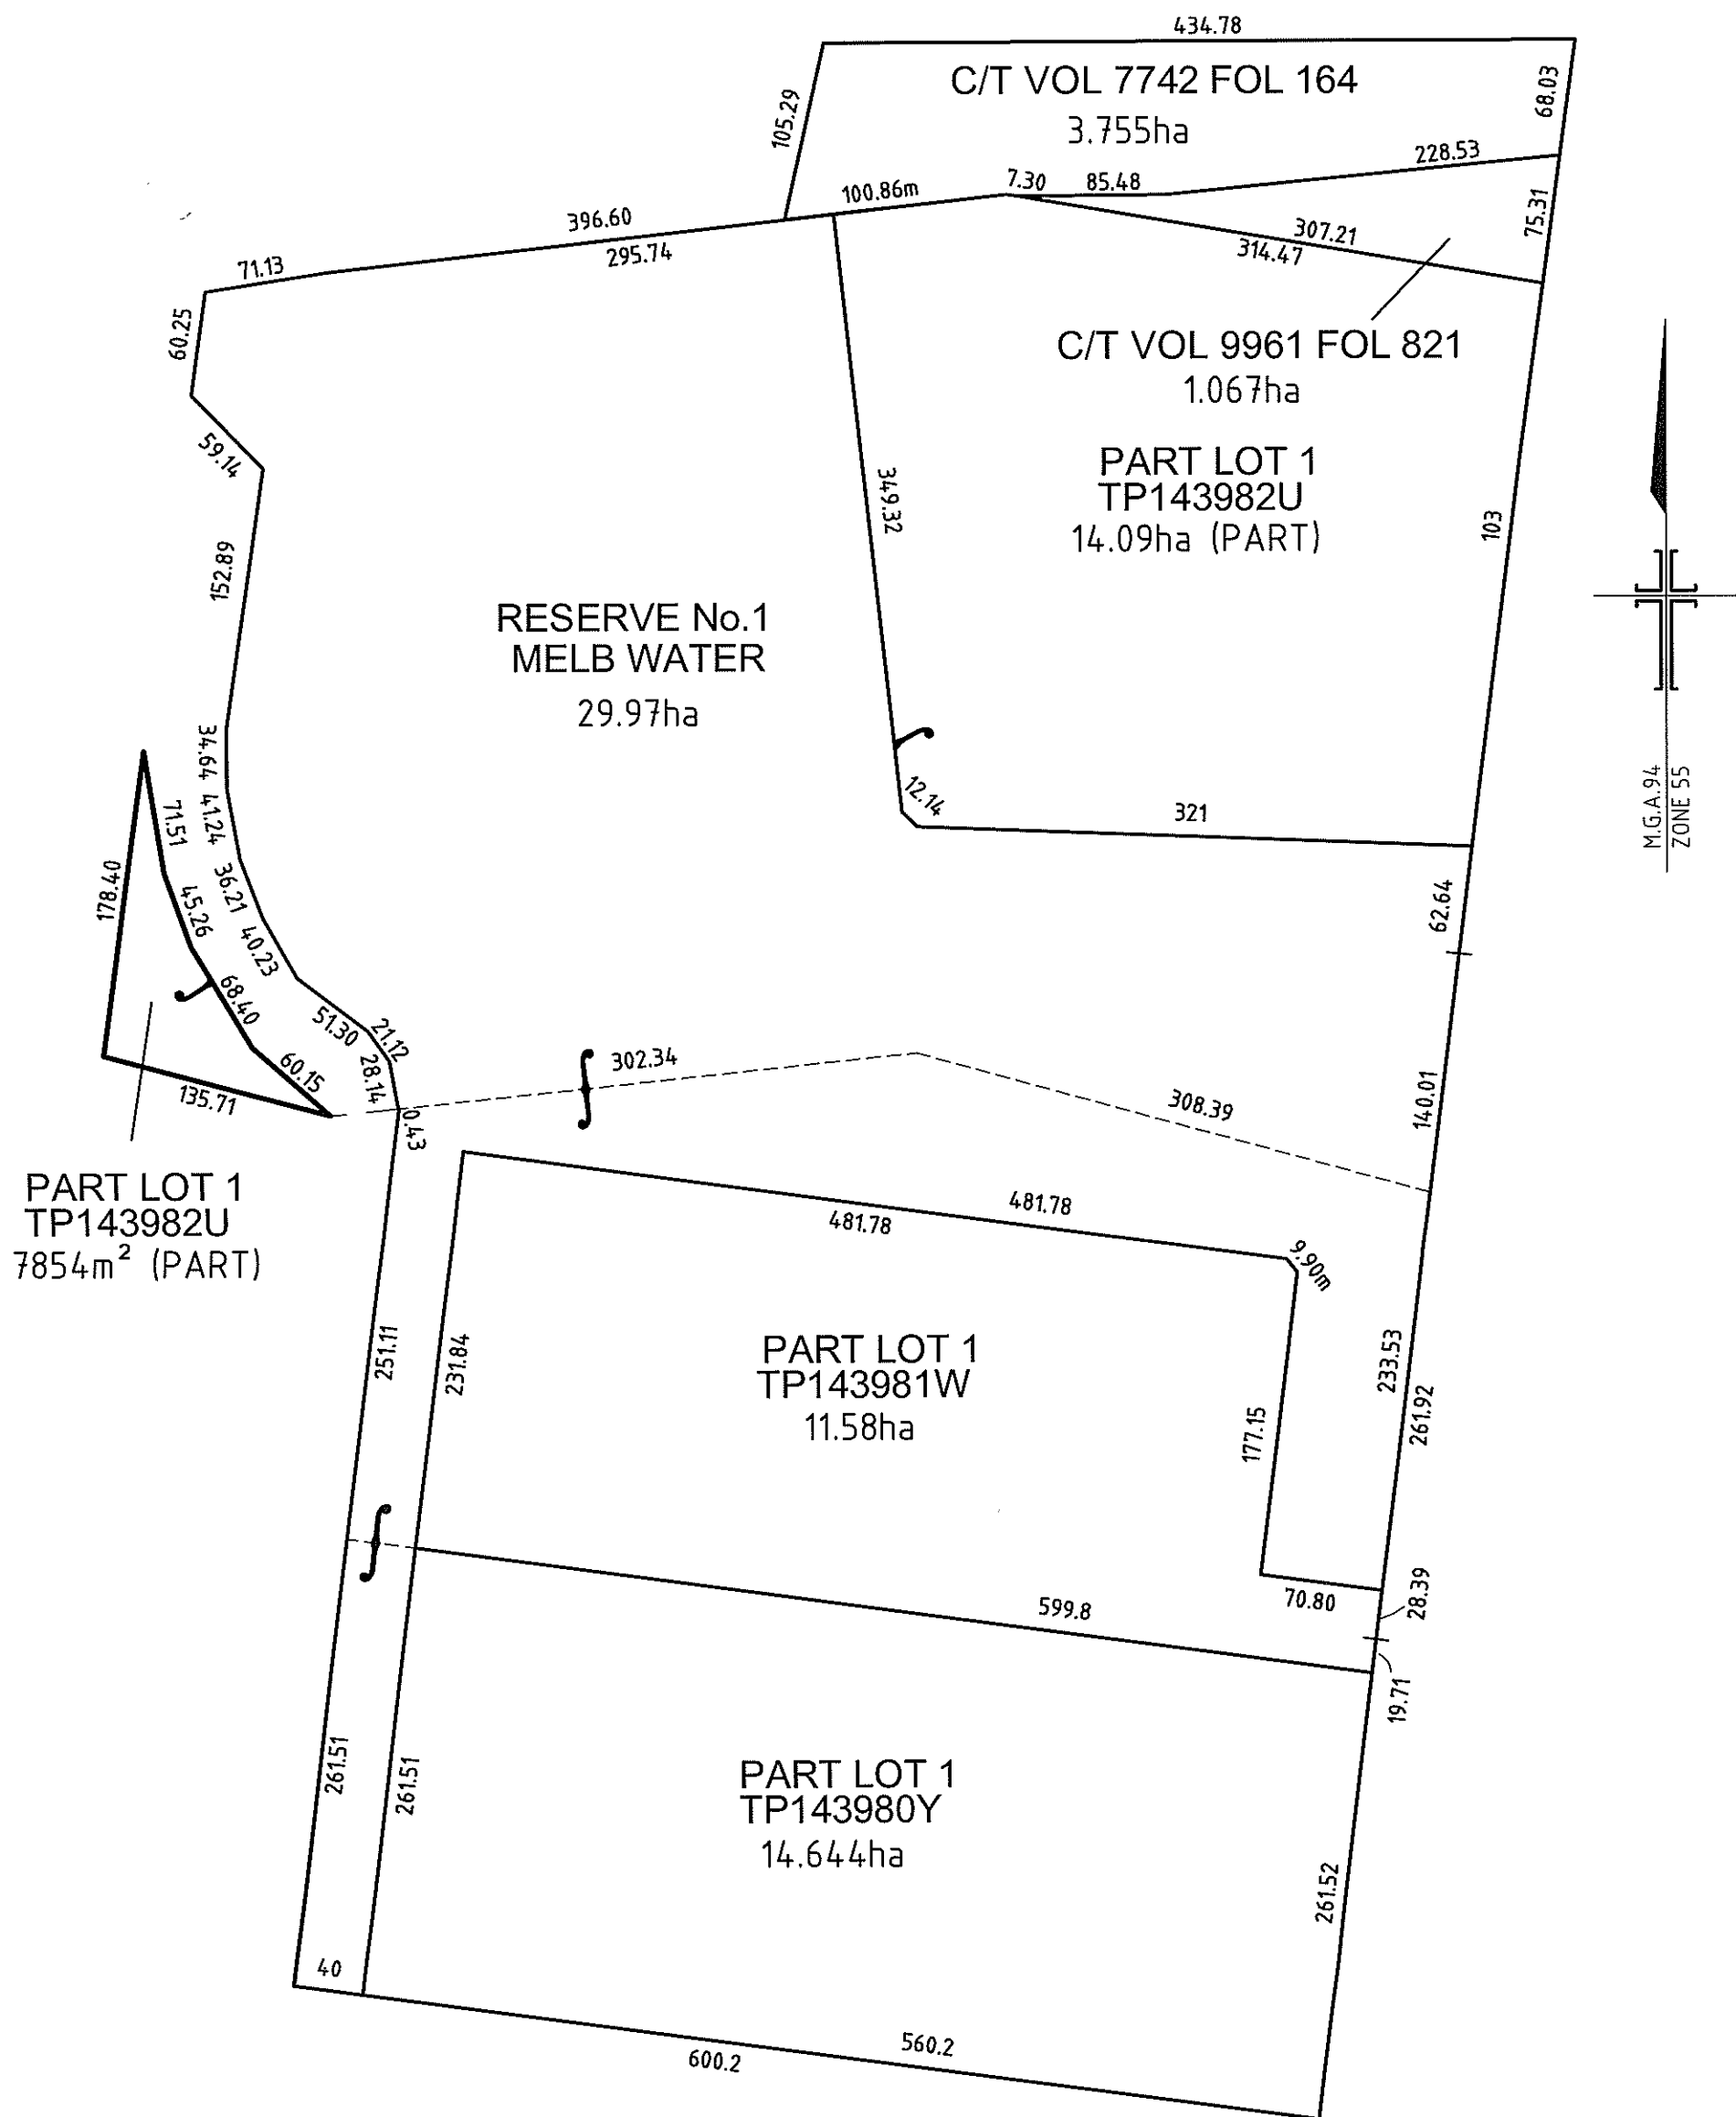 434.78
C/T VOL 7742 FOL 164
3.755ha
105.29
68.03
228.53
7.30
85.48
100.86m
396.60
295.74
75.31
307.21
314.47
71.13
60.25
C/T VOL 9961 FOL 821
1.067ha
59.14
PART LOT 1
TP143982U
14.09ha (PART)
349.32
103
152.89
RESERVE No.1
MELB WATER
29.97ha
34.64
41.24
36.21
40.23
12.14
321
M.G.A.94
ZONE 55
71.51
45.26
68.40
60.15
178.40
135.71
51.30
21.12
28.14
0.43
62.64
302.34
308.39
140.01
PART LOT 1
TP143982U
7854m² (PART)
481.78
481.78
9.90m
251.11
231.84
PART LOT 1
TP143981W
11.58ha
177.15
233.53
261.92
70.80
28.39
599.8
19.71
261.51
261.51
PART LOT 1
TP143980Y
14.644ha
261.52
40
560.2
600.2